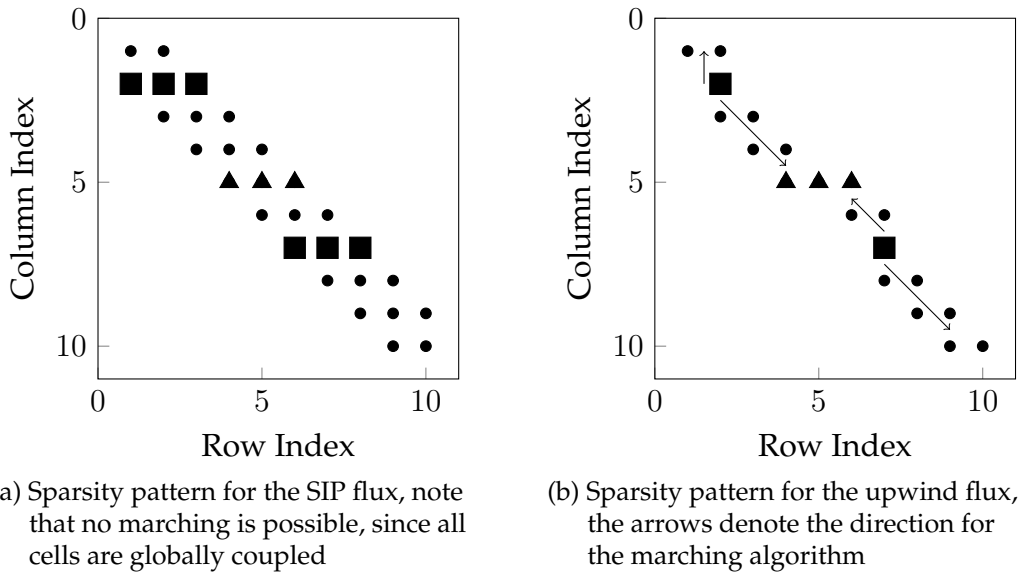 0
5
10
0
5
10
Column Index
Row Index
a) Sparsity pattern for the SIP flux, note
that no marching is possible, since all
cells are globally coupled
0
5
10
0
5
10
Column Index
Row Index
(b) Sparsity pattern for the upwind flux,
the arrows denote the direction for
the marching algorithm